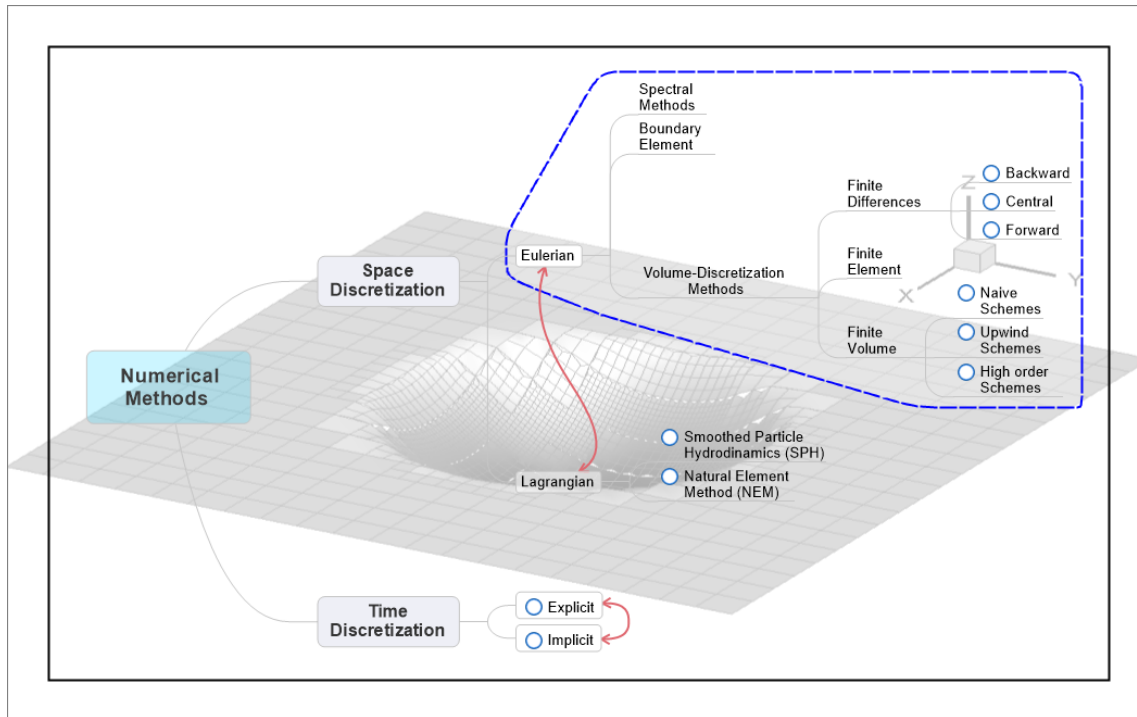 Spectral
Methods
Boundary
Element
Backward
Z
Finite
Differences
Central
Forward
Eulerian
Space
Discretization
Volume-Discretization
Methods
Finite
Element
X
Y
Naive
Schemes
Finite
Volume
Upwind
Schemes
High order
Schemes
Numerical
Methods
Smoothed Particle
Hydrodinamics (SPH)
Lagrangian
Natural Element
Method (NEM)
Time
Discretization
Explicit
Implicit